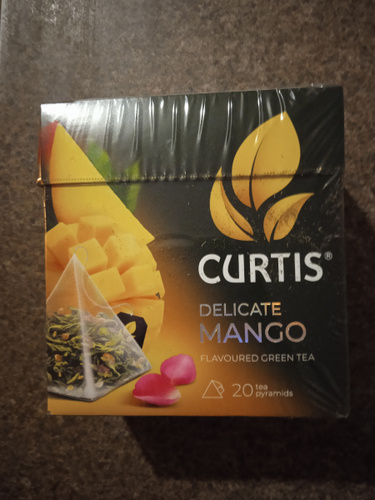 CURTIS®
DELICATE
MANGO
FLAVOURED GREEN TEA
20 tea
pyramids